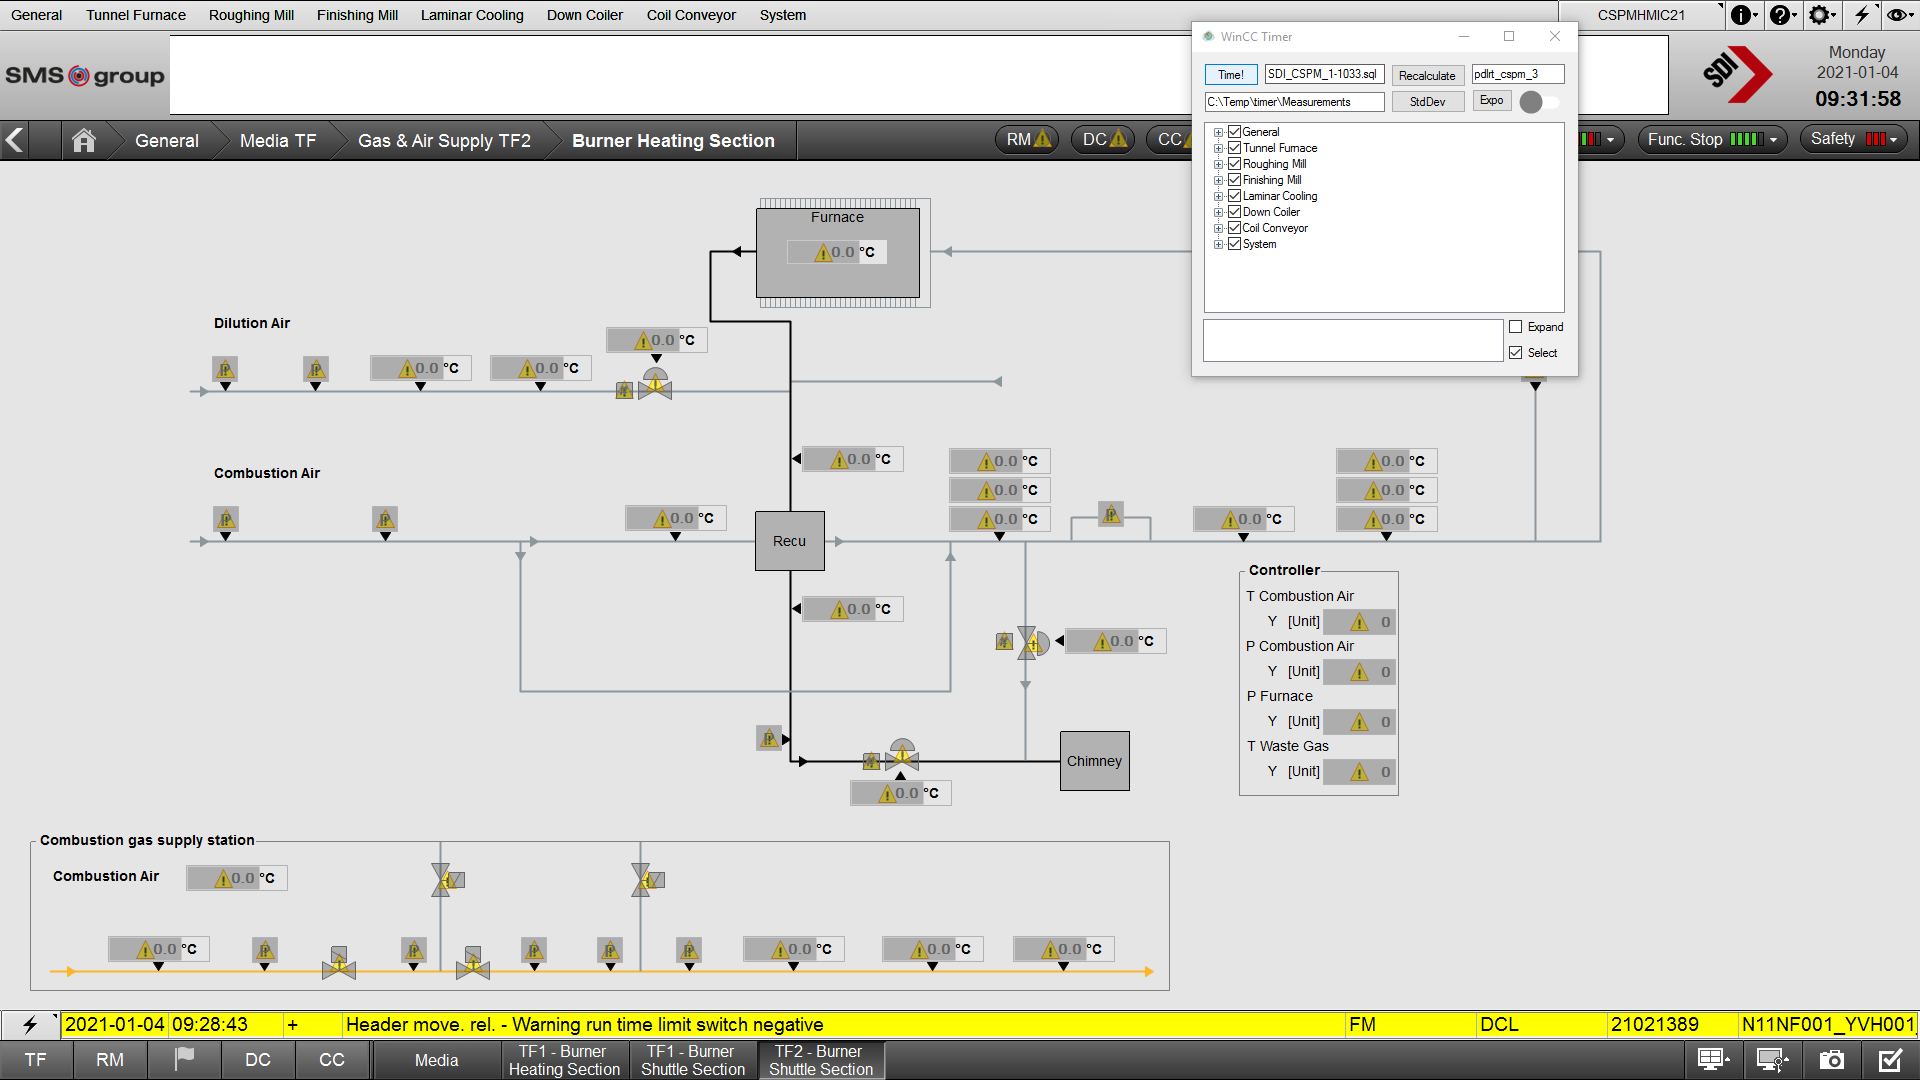 General Tunnel Furnace Roughing Mill Finishing Mill Laminar Cooling Down Coiler Coil Conveyor System CSPMHMIC21
SMS group
SDI
Monday
2021-01-04
09:31:58
WinCC Timer
Time! SDI_CSPM_1-1033.sql Recalculate pdlrt_cspm_3
C:\Temp\timer\Measurements StdDev Expo
General
Tunnel Furnace
Roughing Mill
Finishing Mill
Laminar Cooling
Down Coiler
Coil Conveyor
System
Expand
Select
General Media TF Gas & Air Supply TF2 Burner Heating Section RM DC CC Func. Stop Safety
Furnace
0.0 °C
Dilution Air
0.0 °C
P P 0.0 °C 0.0 °C
0.0 °C
Combustion Air
0.0 °C 0.0 °C
0.0 °C 0.0 °C
P P 0.0 °C 0.0 °C P 0.0 °C 0.0 °C
Recu
0.0 °C
0.0 °C
Controller
T Combustion Air
Y [Unit] 0
P Combustion Air
Y [Unit] 0
P Furnace
Y [Unit] 0
T Waste Gas
Y [Unit] 0
P
Chimney
0.0 °C
Combustion gas supply station
Combustion Air 0.0 °C
0.0 °C P P P P P 0.0 °C 0.0 °C 0.0 °C
2021-01-04 09:28:43 + Header move. rel. - Warning run time limit switch negative FM DCL 21021389 N11NF001_YVH001
TF RM DC CC Media
TF1 - Burner
Heating Section
TF1 - Burner
Shuttle Section
TF2 - Burner
Shuttle Section